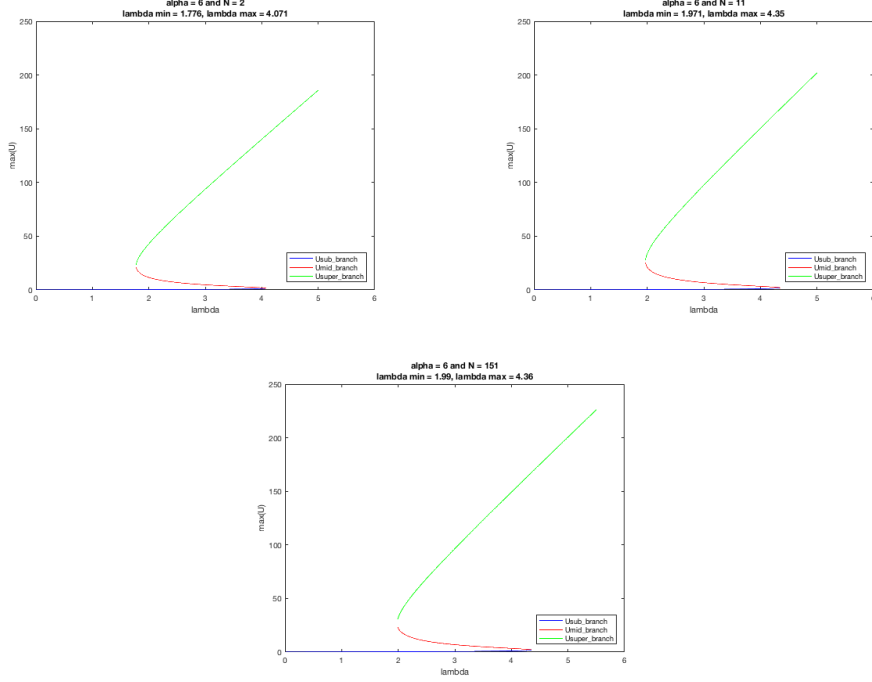 alpha = 6 and N = 2
lambda min = 1.776, lambda max = 4.071
250
200
150
100
50
0
max(U)
0 1 2 3 4 5 6
lambda
Usub_branch
Umid_branch
Usuper_branch
alpha = 6 and N = 11
lambda min = 1.971, lambda max = 4.35
250
200
150
100
50
0
max(U)
0 1 2 3 4 5 6
lambda
Usub_branch
Umid_branch
Usuper_branch
alpha = 6 and N = 151
lambda min = 1.99, lambda max = 4.36
250
200
150
100
50
0
max(U)
0 1 2 3 4 5 6
lambda
Usub_branch
Umid_branch
Usuper_branch